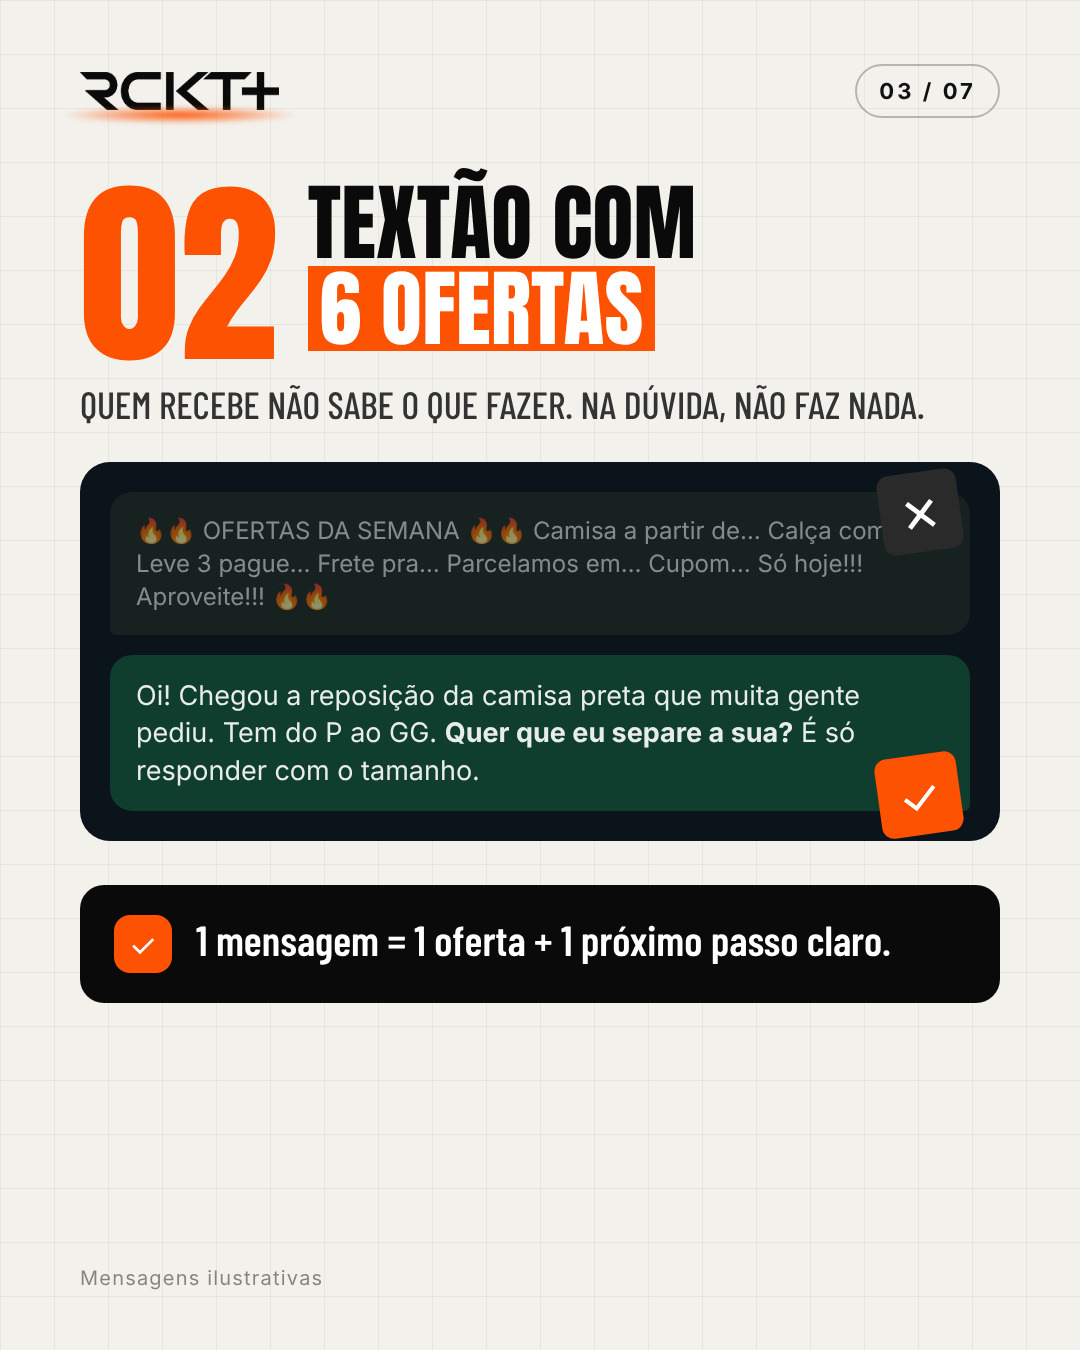 RCKT+
03 / 07
02
TEXTÃO COM
6 OFERTAS
QUEM RECEBE NÃO SABE O QUE FAZER. NA DÚVIDA, NÃO FAZ NADA.
🔥🔥 OFERTAS DA SEMANA 🔥🔥 Camisa a partir de... Calça com
Leve 3 pague... Frete pra... Parcelamos em... Cupom... Só hoje!!!
Aproveite!!! 🔥🔥
Oi! Chegou a reposição da camisa preta que muita gente
pediu. Tem do P ao GG. Quer que eu separe a sua? É só
responder com o tamanho.
1 mensagem = 1 oferta + 1 próximo passo claro.
Mensagens ilustrativas